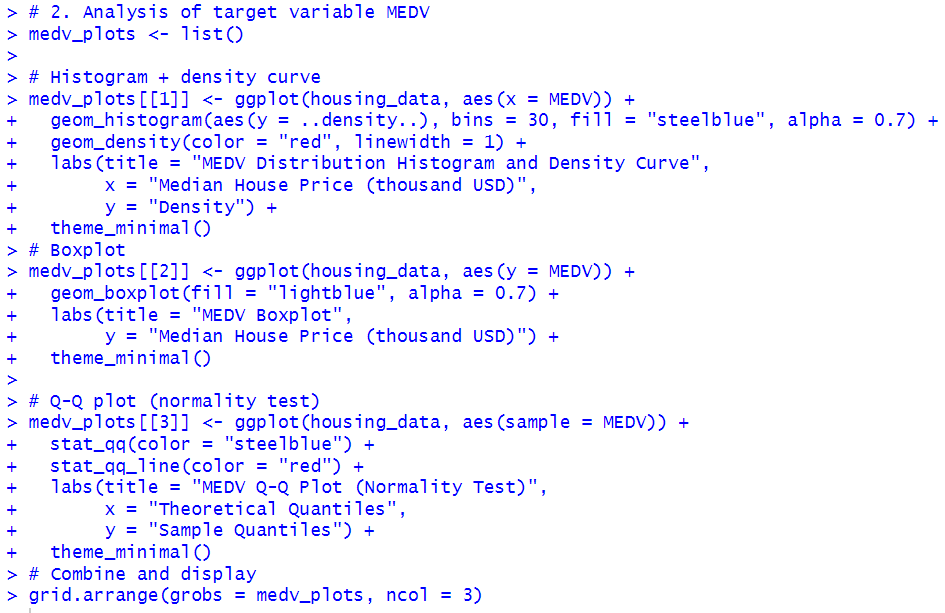 > # 2. Analysis of target variable MEDV
> medv_plots <- list()
>
> # Histogram + density curve
> medv_plots[[1]] <- ggplot(housing_data, aes(x = MEDV)) +
+   geom_histogram(aes(y = ..density..), bins = 30, fill = "steelblue", alpha = 0.7) +
+   geom_density(color = "red", linewidth = 1) +
+   labs(title = "MEDV Distribution Histogram and Density Curve",
+        x = "Median House Price (thousand USD)",
+        y = "Density") +
+   theme_minimal()
> # Boxplot
> medv_plots[[2]] <- ggplot(housing_data, aes(y = MEDV)) +
+   geom_boxplot(fill = "lightblue", alpha = 0.7) +
+   labs(title = "MEDV Boxplot",
+        y = "Median House Price (thousand USD)") +
+   theme_minimal()
>
> # Q-Q plot (normality test)
> medv_plots[[3]] <- ggplot(housing_data, aes(sample = MEDV)) +
+   stat_qq(color = "steelblue") +
+   stat_qq_line(color = "red") +
+   labs(title = "MEDV Q-Q Plot (Normality Test)",
+        x = "Theoretical Quantiles",
+        y = "Sample Quantiles") +
+   theme_minimal()
> # Combine and display
> grid.arrange(grobs = medv_plots, ncol = 3)